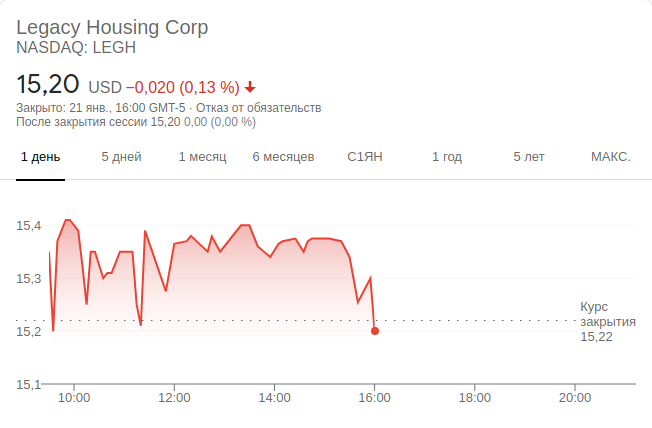 Legacy Housing Corp
NASDAQ: LEGH
15,20 USD −0,020 (0,13 %)
Закрыто: 21 янв., 16:00 GMT-5 · Отказ от обязательств
После закрытия сессии 15,20 0,00 (0,00 %)
1 день 5 дней 1 месяц 6 месяцев С1ЯН 1 год 5 лет МАКС.
15,4
15,3
15,2
15,1
Курс
закрытия
15,22
10:00 12:00 14:00 16:00 18:00 20:00